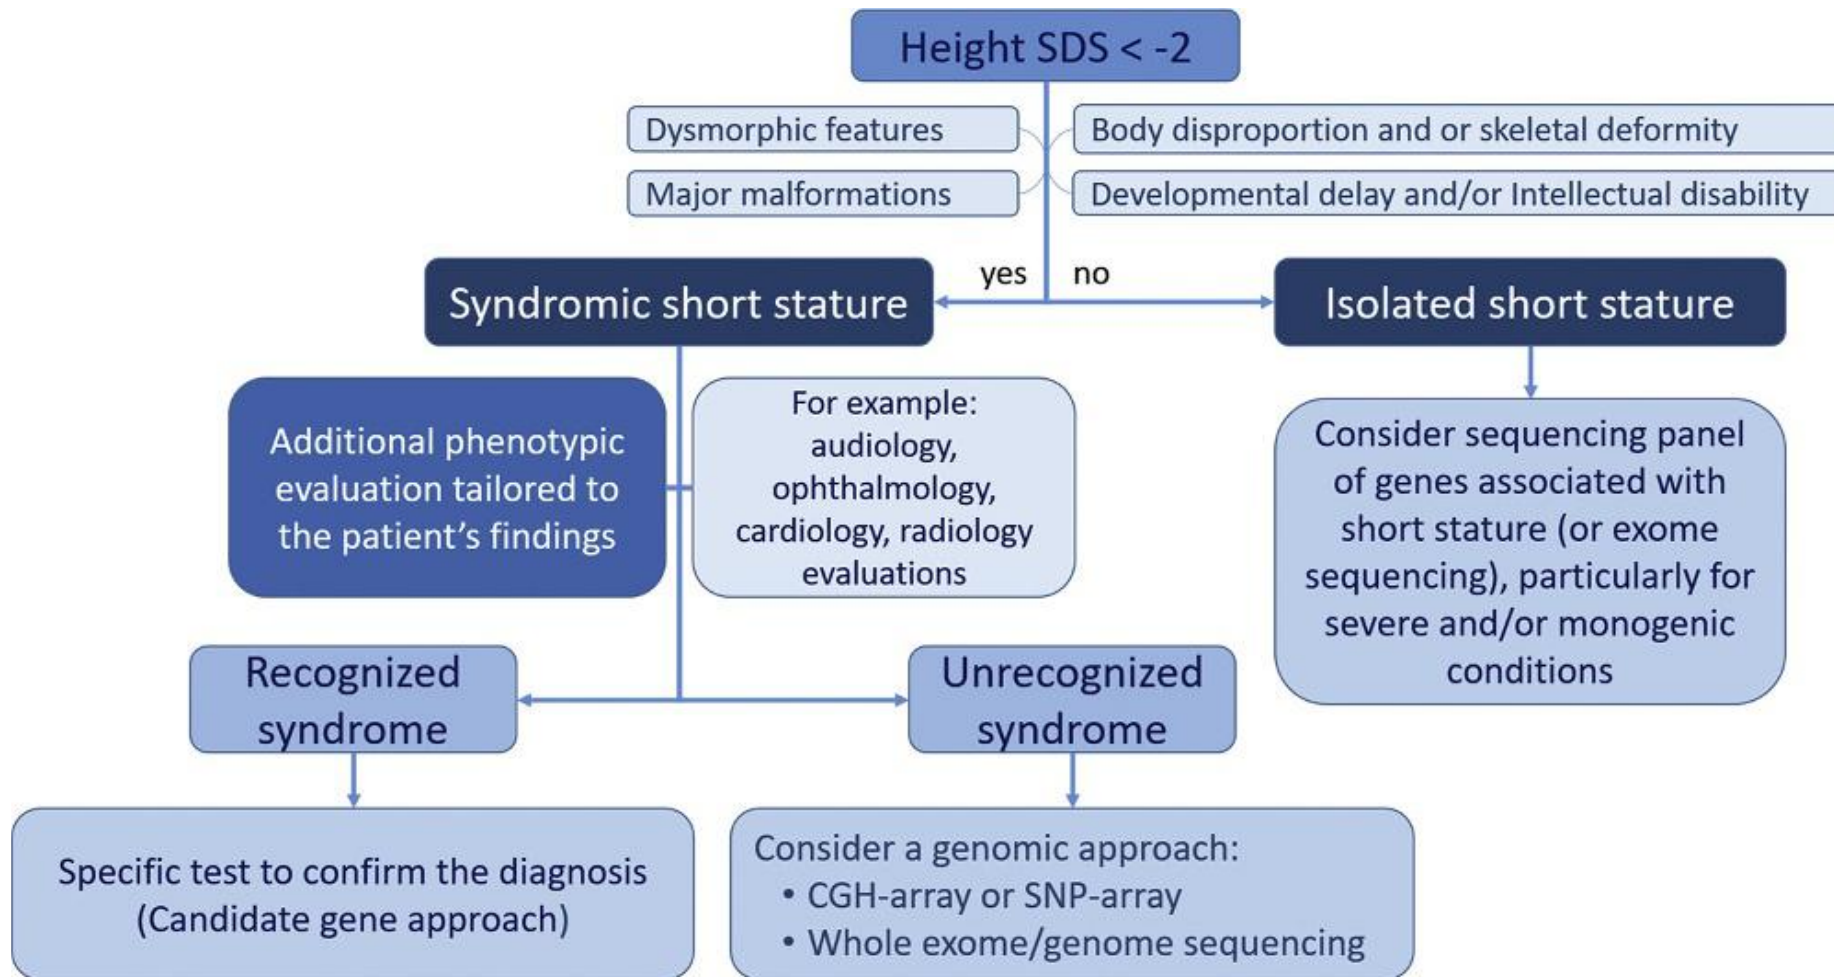 Height SDS < -2
Dysmorphic features
Body disproportion and or skeletal deformity
Major malformations
Developmental delay and/or Intellectual disability
yes
no
Syndromic short stature
Isolated short stature
Additional phenotypic
evaluation tailored to
the patient's findings
For example:
audiology,
ophthalmology,
cardiology, radiology
evaluations
Consider sequencing panel
of genes associated with
short stature (or exome
sequencing), particularly for
severe and/or monogenic
conditions
Recognized
syndrome
Unrecognized
syndrome
Specific test to confirm the diagnosis
(Candidate gene approach)
Consider a genomic approach:
• CGH-array or SNP-array
• Whole exome/genome sequencing